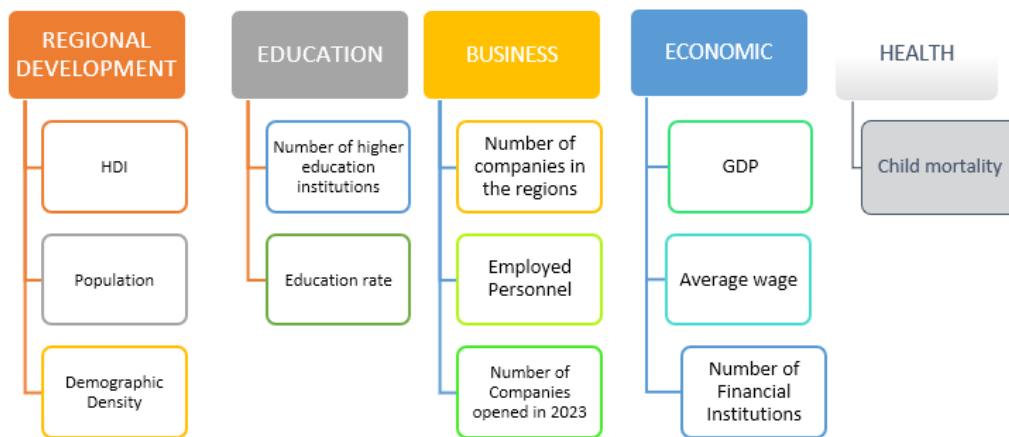 REGIONAL
DEVELOPMENT
HDI
Population
Demographic
Density
EDUCATION
Number of higher
education
institutions
Education rate
BUSINESS
Number of
companies in
the regions
Employed
Personnel
Number of
Companies
opened in 2023
ECONOMIC
GDP
Average wage
Number of
Financial
Institutions
HEALTH
Child mortality